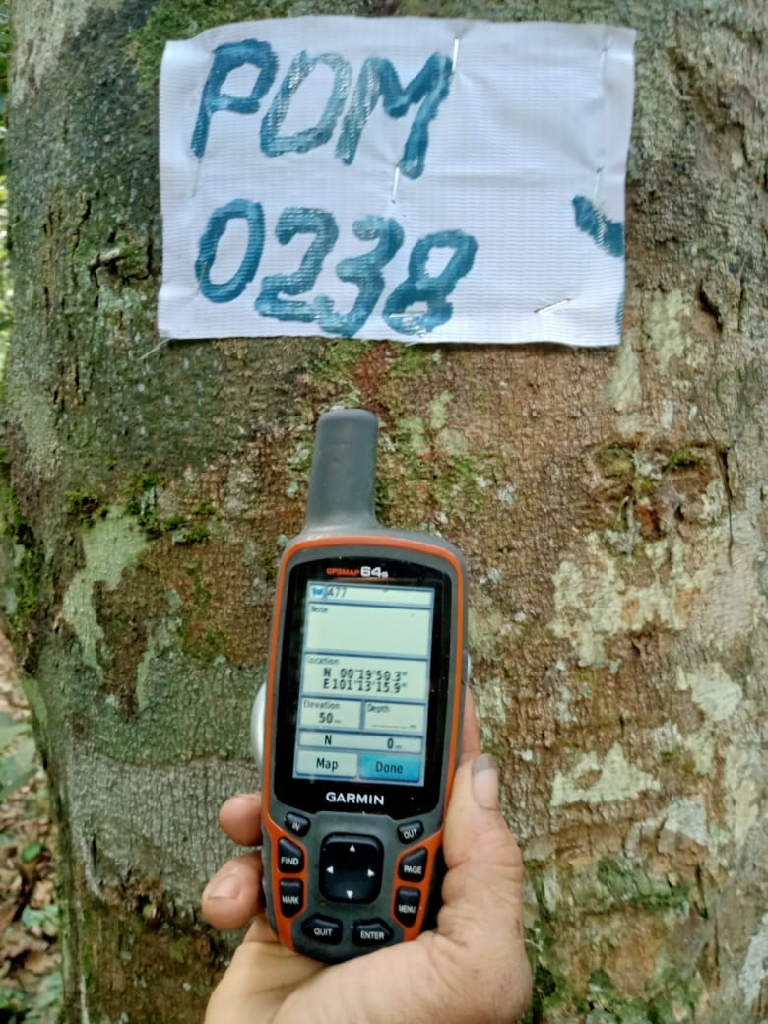 PDM
0238
GPSMAP 64s
477
Note
Location
N 00°19'50.3"
E101°13'15.9"
Elevation
50m
Depth
N 0m
Map Done
GARMIN
IN OUT
FIND PAGE
MARK MENU
QUIT ENTER